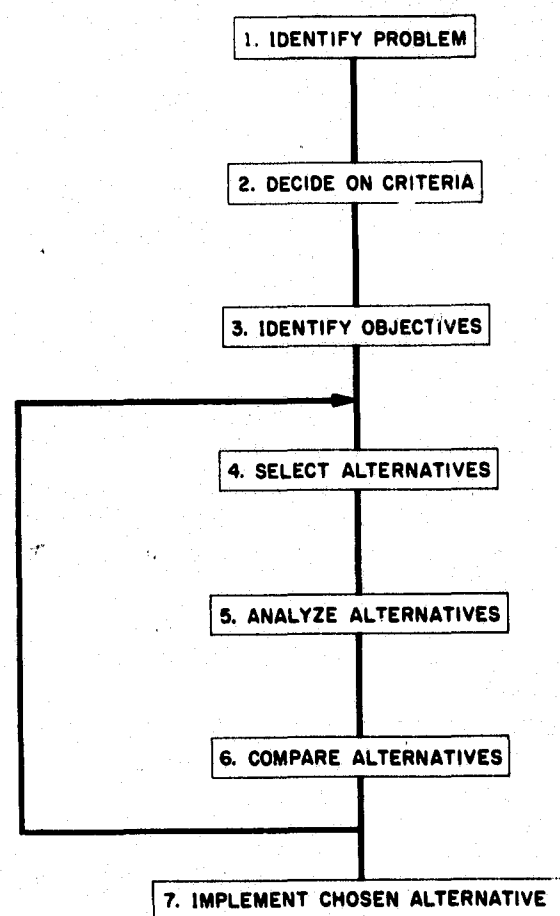 1. IDENTIFY PROBLEM
2. DECIDE ON CRITERIA
3. IDENTIFY OBJECTIVES
4. SELECT ALTERNATIVES
5. ANALYZE ALTERNATIVES
6. COMPARE ALTERNATIVES
7. IMPLEMENT CHOSEN ALTERNATIVE